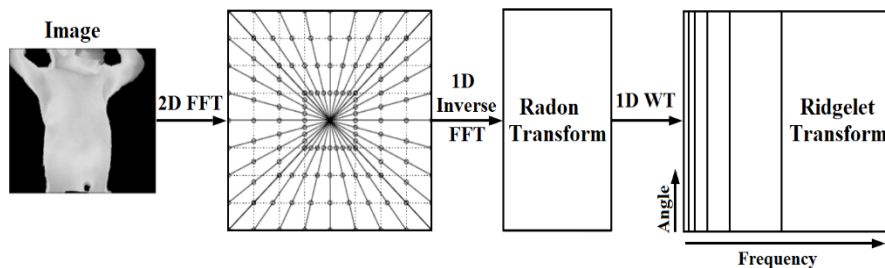 Image
2D FFT
1D
Inverse
FFT
Radon
Transform
1D WT
Ridgelet
Transform
Angle
Frequency